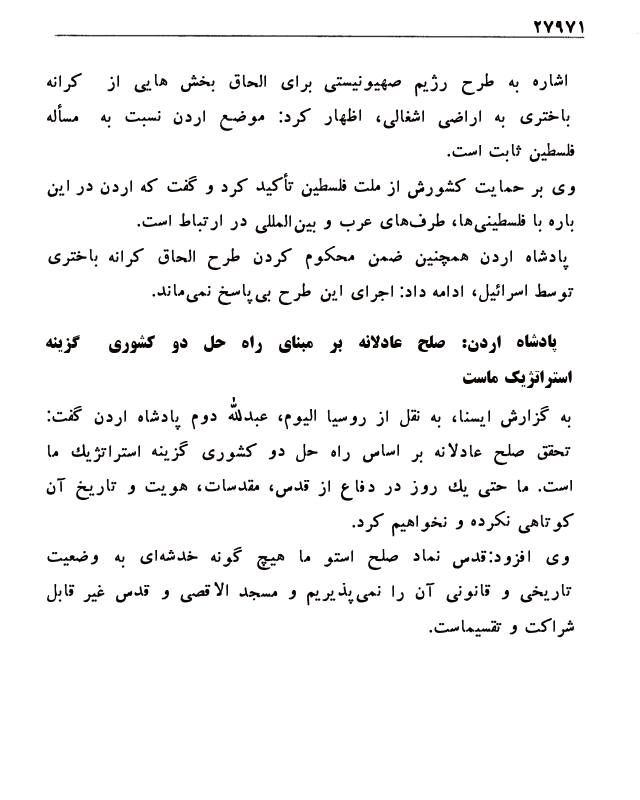 ۲۷۹۷۱
اشاره به طرح رژیم صهیونیستی برای الحاق بخش هایی از کرانه
باختری به اراضی اشغالی، اظهار کرد: موضع اردن نسبت به مسأله
فلسطین ثابت است.
وی بر حمایت کشورش از ملت فلسطین تأکید کرد و گفت که اردن در این
باره با فلسطینی‌ها، طرف‌های عرب و بین‌المللی در ارتباط است.
پادشاه اردن همچنین ضمن محکوم کردن طرح الحاق کرانه باختری
توسط اسرائیل، ادامه داد: اجرای این طرح بی‌پاسخ نمی‌ماند.
پادشاه اردن: صلح عادلانه بر مبنای راه حل دو کشوری گزینه
استراتژیک ماست
به گزارش ایسنا، به نقل از روسیا الیوم، عبدالله دوم پادشاه اردن گفت:
تحقق صلح عادلانه بر اساس راه حل دو کشوری گزینه استراتژیك ما
است. ما حتی یك روز در دفاع از قدس، مقدسات، هویت و تاریخ آن
کوتاهی نکرده و نخواهیم کرد.
وی افزود:قدس نماد صلح استو ما هیچ گونه خدشه‌ای به وضعیت
تاریخی و قانونی آن را نمی‌پذیریم و مسجد الاقصی و قدس غیر قابل
شراکت و تقسیماست.